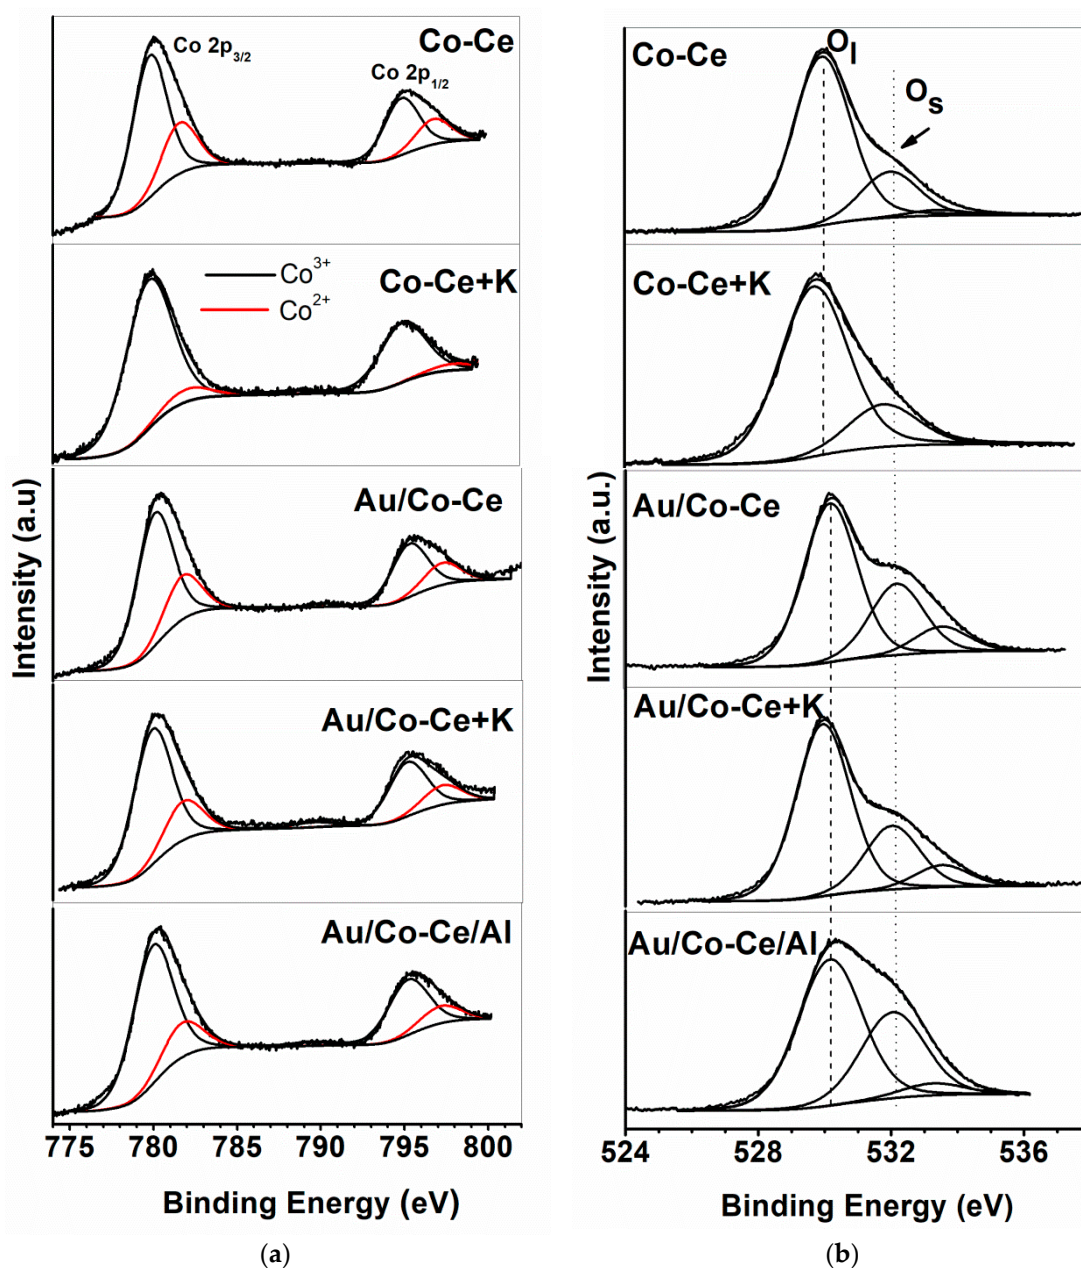 Co-Ce
Co 2p3/2
Co 2p1/2
Co3+
Co2+
Co-Ce+K
Au/Co-Ce
Au/Co-Ce+K
Au/Co-Ce/Al
Intensity (a.u)
775 780 785 790 795 800
Binding Energy (eV)
(a)
Co-Ce
Ol
Os
Co-Ce+K
Au/Co-Ce
Au/Co-Ce+K
Au/Co-Ce/Al
Intensity (a.u.)
524 528 532 536
Binding Energy (eV)
(b)